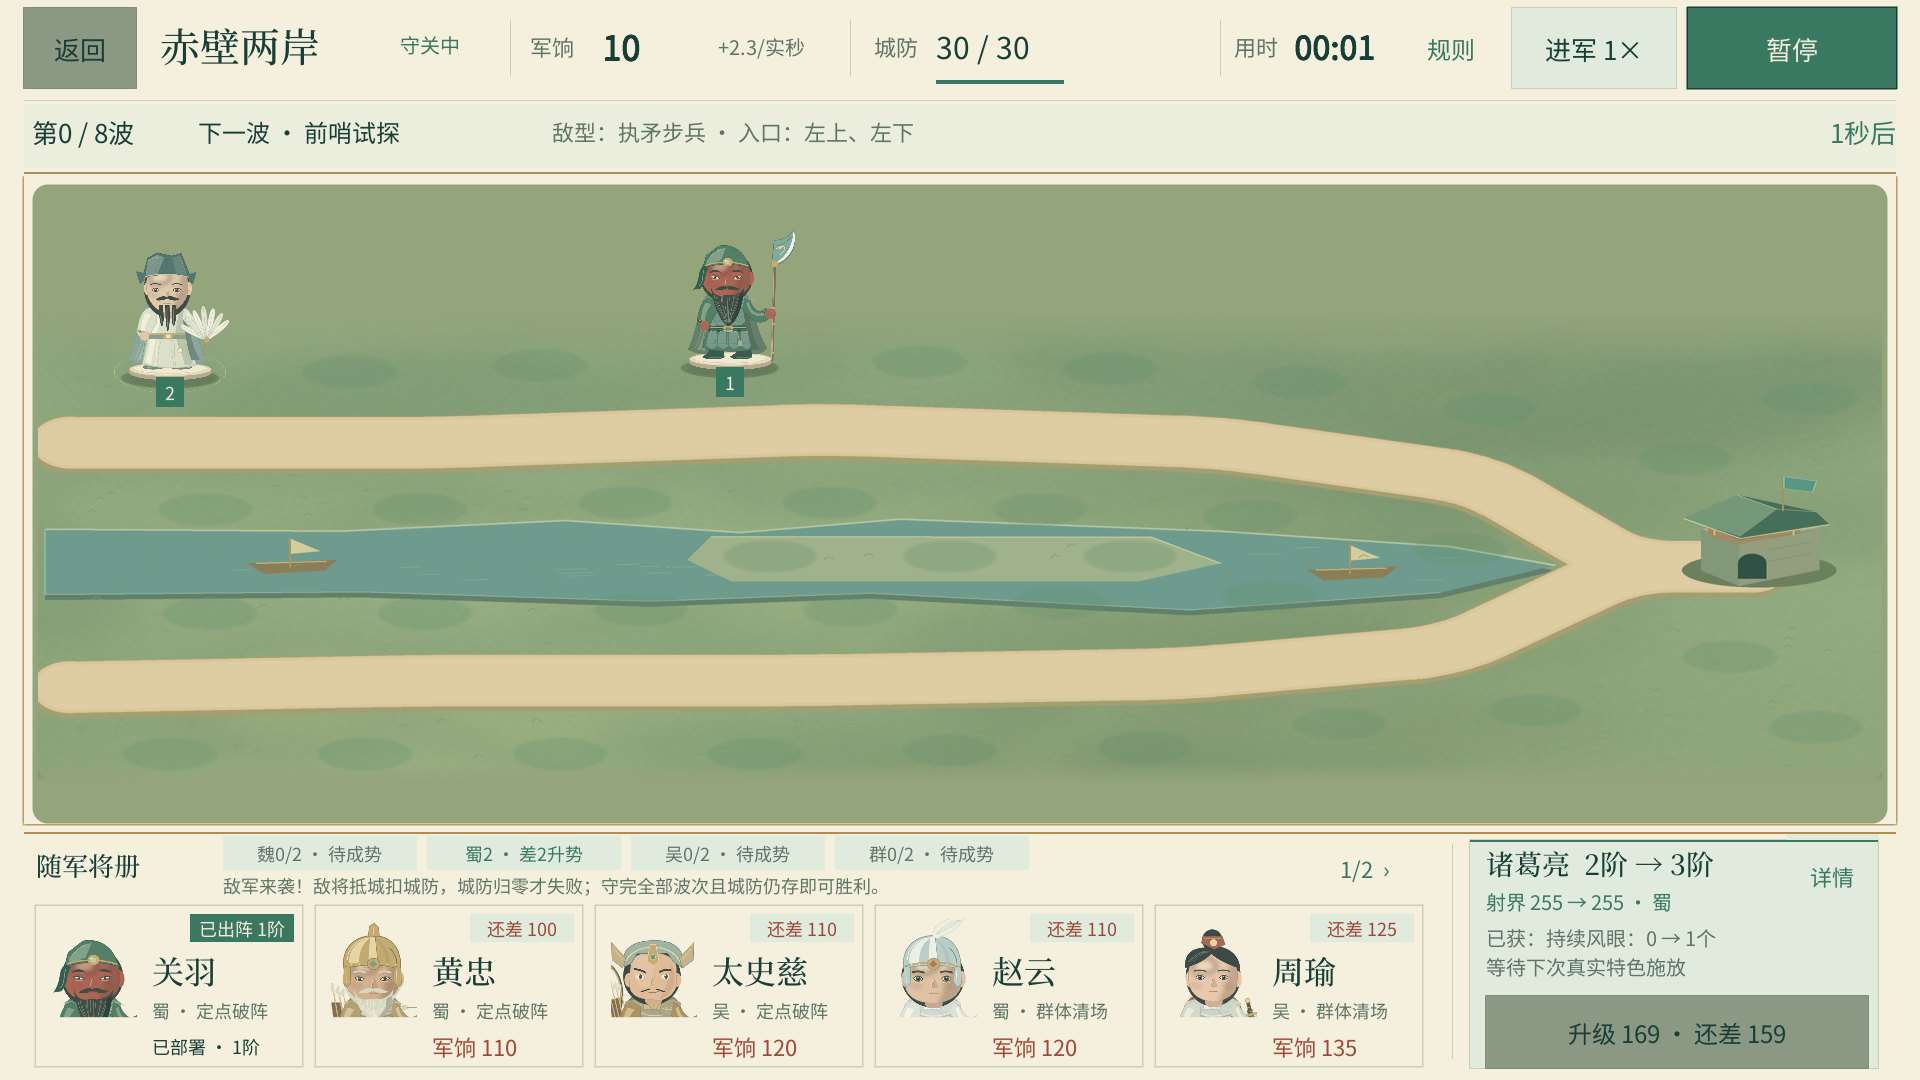 返回
赤壁两岸
守关中
军饷 10
+2.3/实秒
城防 30 / 30
用时 00:01
规则
进军 1×
暂停
第0 / 8波
下一波 · 前哨试探
敌型：执矛步兵 · 入口：左上、左下
1秒后
2
1
随军将册
魏0/2 · 待成势
蜀2 · 差2升势
吴0/2 · 待成势
群0/2 · 待成势
敌军来袭！敌将抵城扣城防，城防归零才失败；守完全部波次且城防仍存即可胜利。
1/2 ›
已出阵 1阶
关羽
蜀 · 定点破阵
已部署 · 1阶
还差 100
黄忠
蜀 · 定点破阵
军饷 110
还差 110
太史慈
吴 · 定点破阵
军饷 120
还差 110
赵云
蜀 · 群体清场
军饷 120
还差 125
周瑜
吴 · 群体清场
军饷 135
诸葛亮 2阶 → 3阶
详情
射界 255 → 255 · 蜀
已获：持续风眼：0 → 1个
等待下次真实特色施放
升级 169 · 还差 159